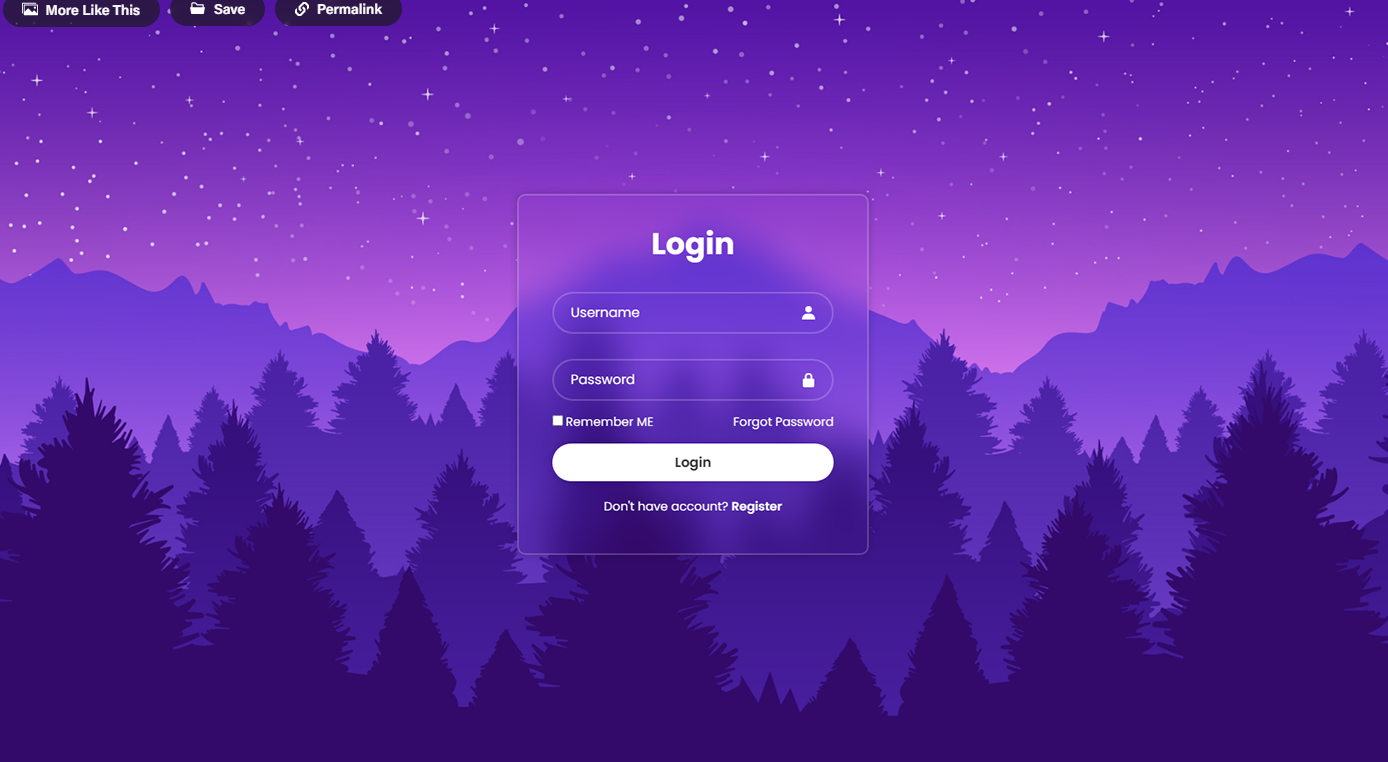 More Like This Save Permalink
Login
Username
Password
Remember ME Forgot Password
Login
Don't have account? Register